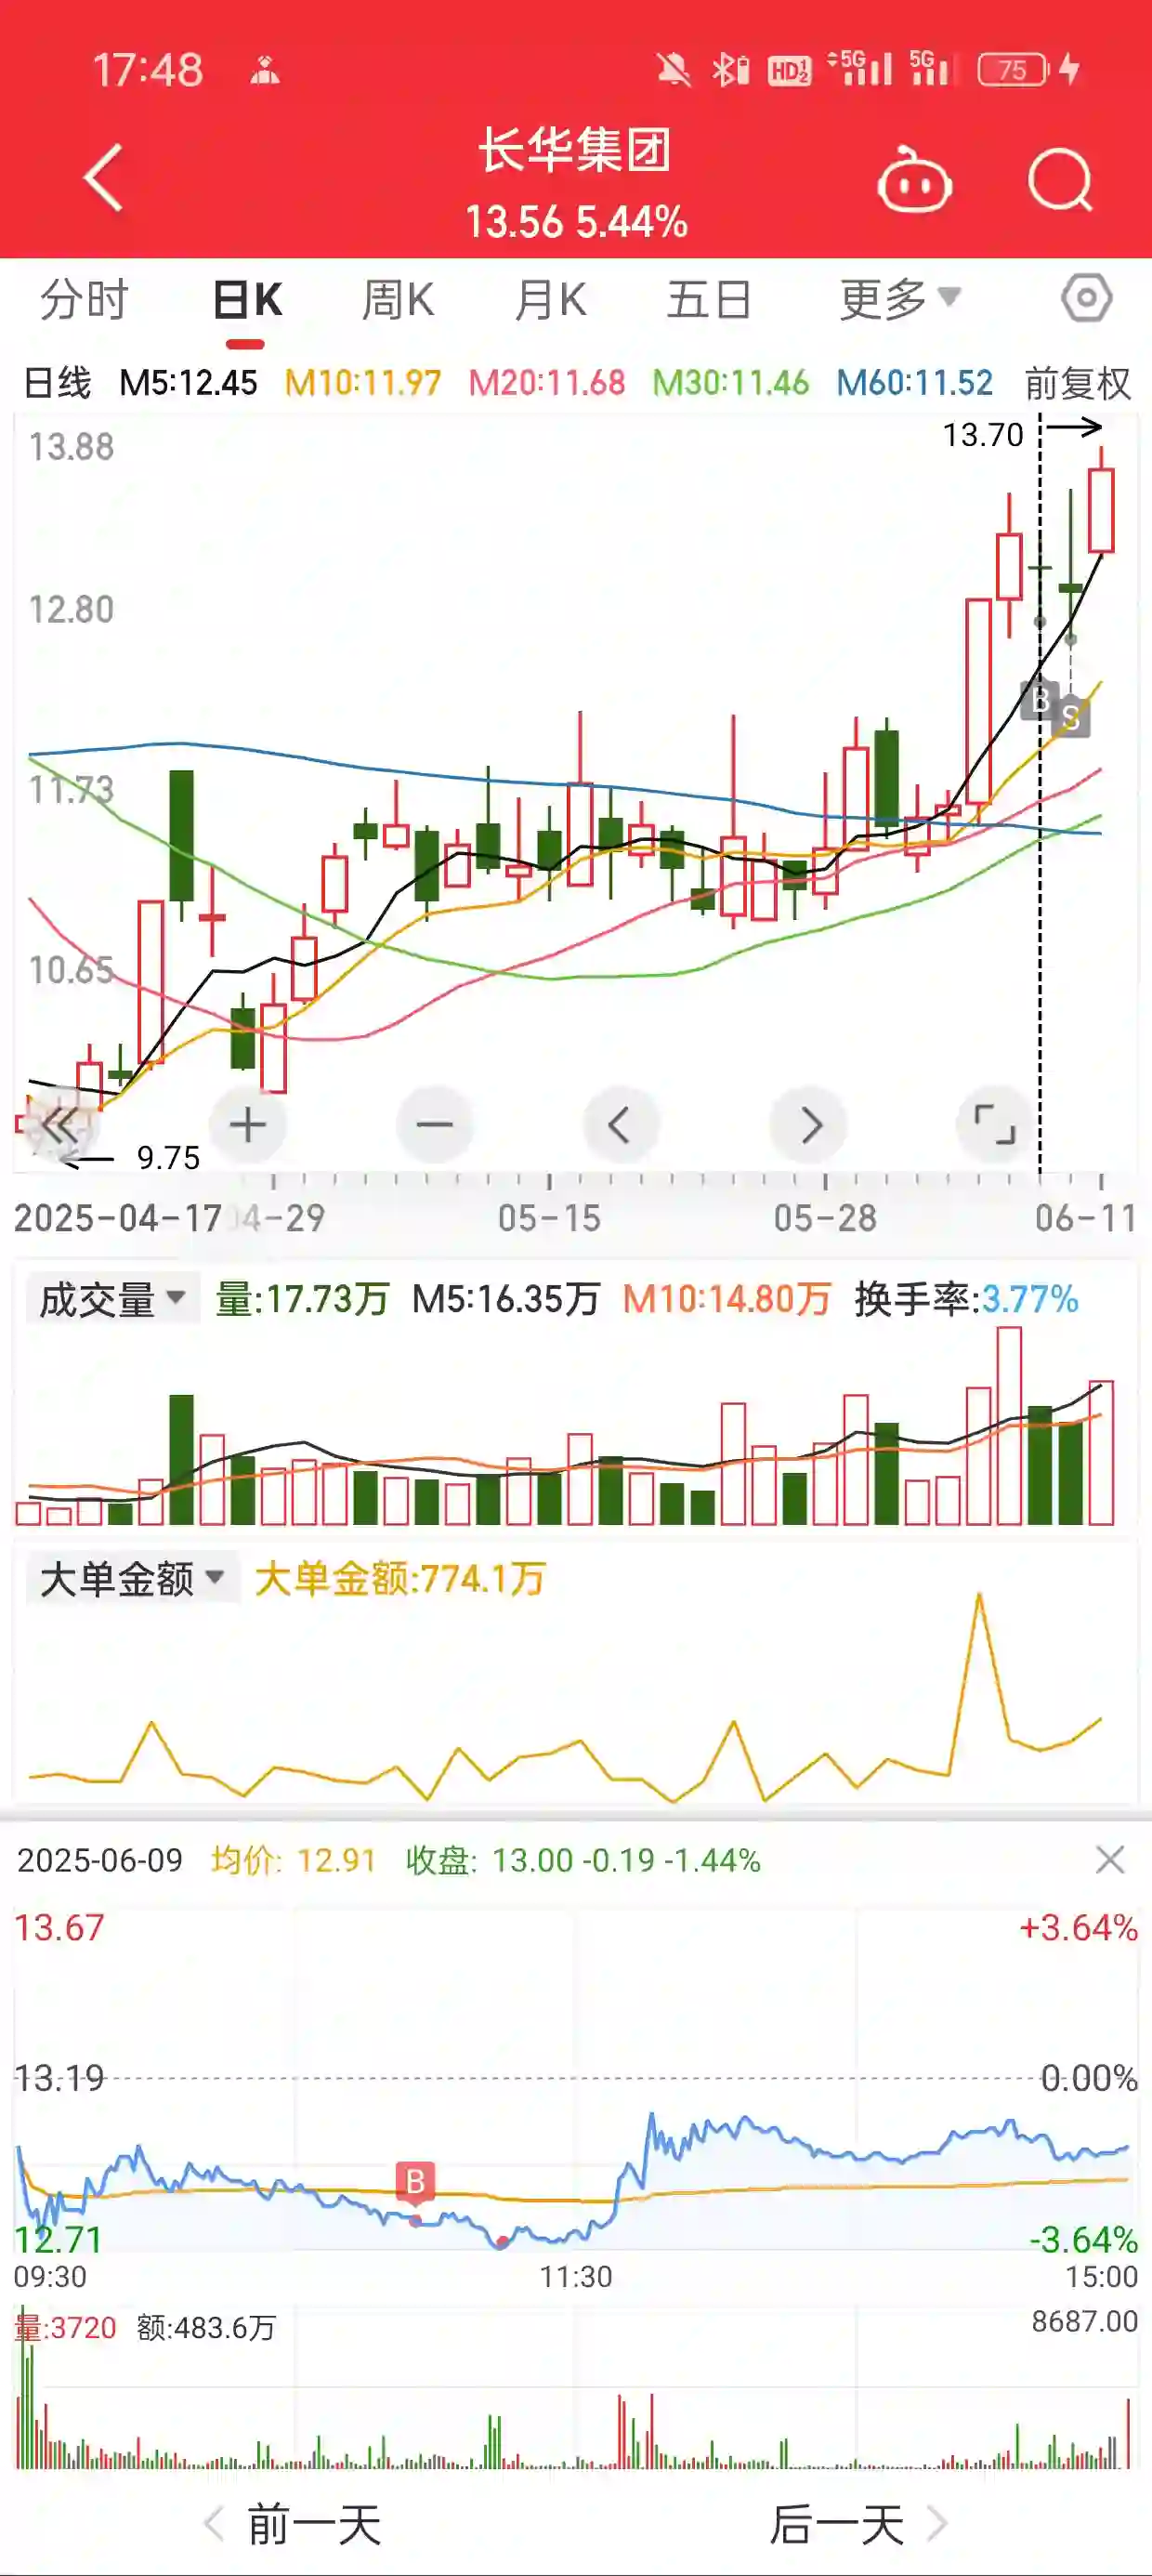 17:48 HD 1 2 5G 5G 75
长华集团
13.56 5.44%
分时 日K 周K 月K 五日 更多
日线 M5:12.45 M10:11.97 M20:11.68 M30:11.46 M60:11.52 前复权
13.88
13.70
12.80
B
S
11.73
10.65
9.75
2025-04-17 04-29 05-15 05-28 06-11
成交量 量:17.73万 M5:16.35万 M10:14.80万 换手率:3.77%
大单金额 大单金额:774.1万
2025-06-09 均价: 12.91 收盘: 13.00 -0.19 -1.44%
13.67 +3.64%
13.19 0.00%
B
12.71 -3.64%
09:30 11:30 15:00
量:3720 额:483.6万 8687.00
前一天 后一天